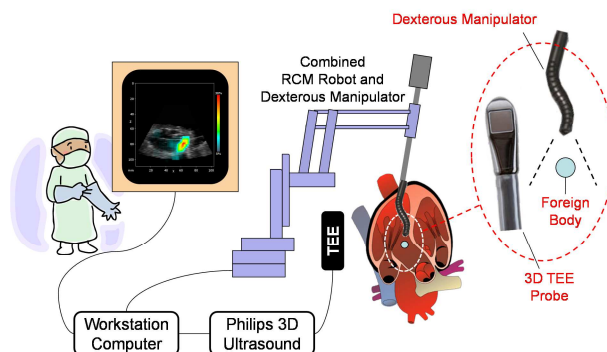 Dexterous Manipulator
Combined
RCM Robot and
Dexterous Manipulator
TEE
Foreign
Body
3D TEE
Probe
Workstation
Computer
Philips 3D
Ultrasound